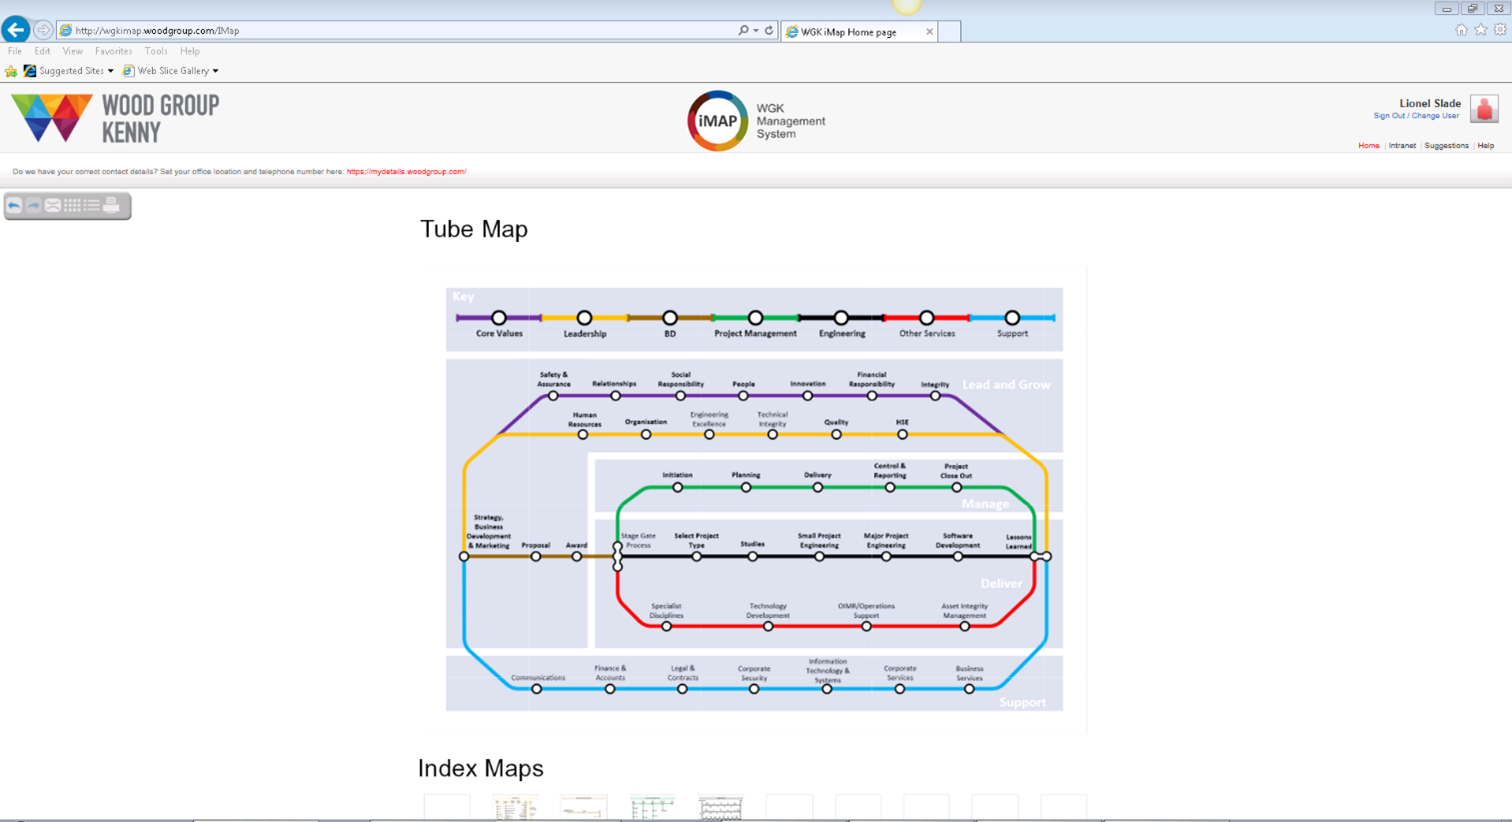 http://wgkimap.woodgroup.com/IMap
WGK iMap Home page
File Edit View Favorites Tools Help
Suggested Sites Web Slice Gallery
WOOD GROUP
KENNY
iMAP
WGK
Management
System
Lionel Slade
Sign Out / Change User
Home | Intranet | Suggestions | Help
Do we have your correct contact details? Set your office location and telephone number here: https://mydetails.woodgroup.com/
Tube Map
Key
Core Values
Leadership
BD
Project Management
Engineering
Other Services
Support
Lead and Grow
Safety &
Assurance
Relationships
Social
Responsibility
People
Innovation
Financial
Responsibility
Integrity
Human
Resources
Organisation
Engineering
Excellence
Technical
Integrity
Quality
HSE
Initiation
Planning
Delivery
Control &
Reporting
Project
Close Out
Manage
Strategy,
Business
Development
& Marketing
Proposal
Award
Stage Gate
Process
Select Project
Type
Studies
Small Project
Engineering
Major Project
Engineering
Software
Development
Lessons
Learned
Deliver
Specialist
Disciplines
Technology
Development
OIMR/Operations
Support
Asset Integrity
Management
Communications
Finance &
Accounts
Legal &
Contracts
Corporate
Security
Information
Technology &
Systems
Corporate
Services
Business
Services
Support
Index Maps